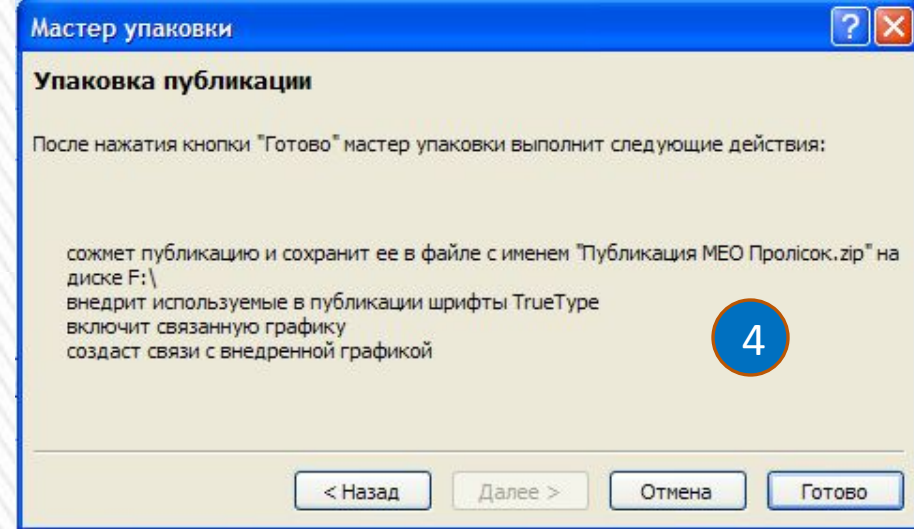 Мастер упаковки
Упаковка публикации
После нажатия кнопки "Готово" мастер упаковки выполнит следующие действия:
сожмет публикацию и сохранит ее в файле с именем "Публикация МЕО Пролісок.zip" на
диске F:\
внедрит используемые в публикации шрифты TrueType
включит связанную графику
создаст связи с внедренной графикой
4
< Назад Далее > Отмена Готово